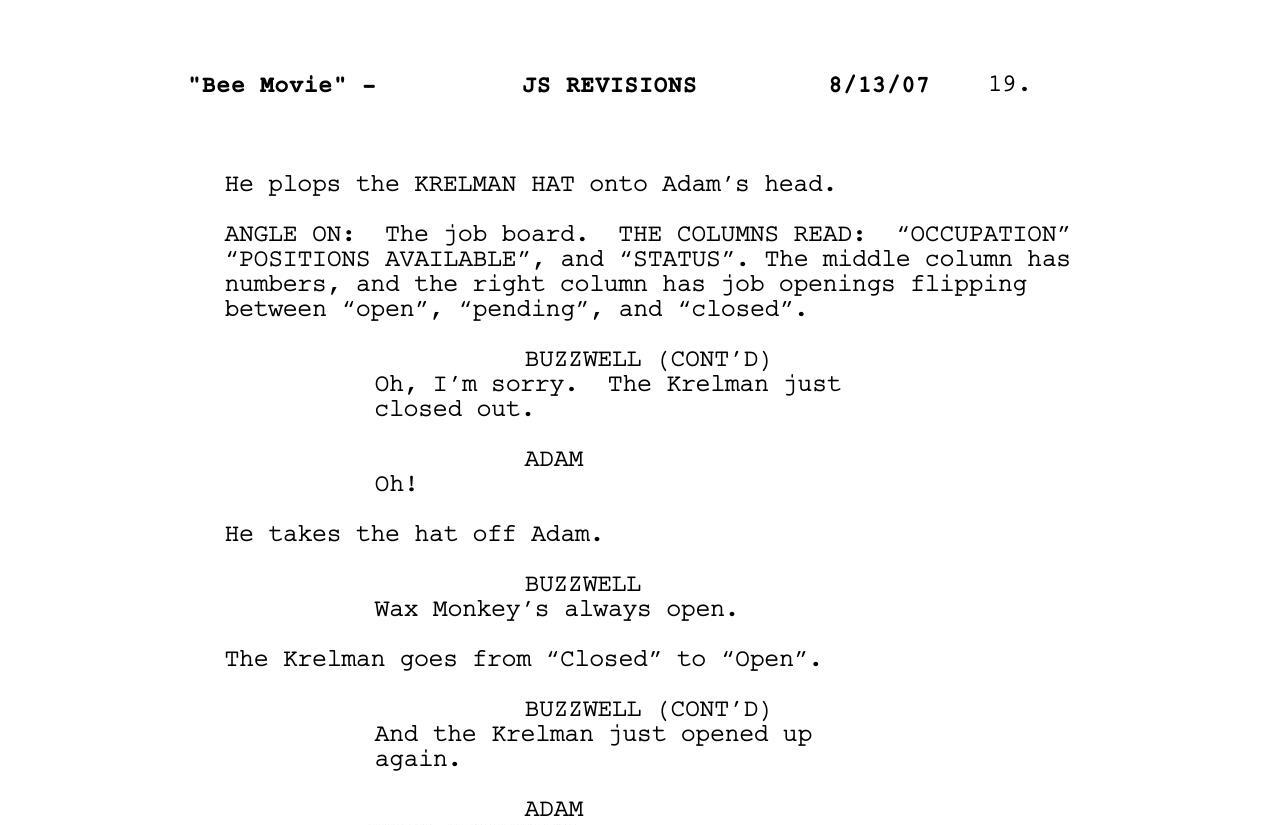 "Bee Movie" - JS REVISIONS 8/13/07 19.
He plops the KRELMAN HAT onto Adam’s head.
ANGLE ON:  The job board.  THE COLUMNS READ:  “OCCUPATION”
“POSITIONS AVAILABLE”, and “STATUS”. The middle column has
numbers, and the right column has job openings flipping
between “open”, “pending”, and “closed”.
BUZZWELL (CONT’D)
Oh, I’m sorry.  The Krelman just
closed out.
ADAM
Oh!
He takes the hat off Adam.
BUZZWELL
Wax Monkey’s always open.
The Krelman goes from “Closed” to “Open”.
BUZZWELL (CONT’D)
And the Krelman just opened up
again.
ADAM